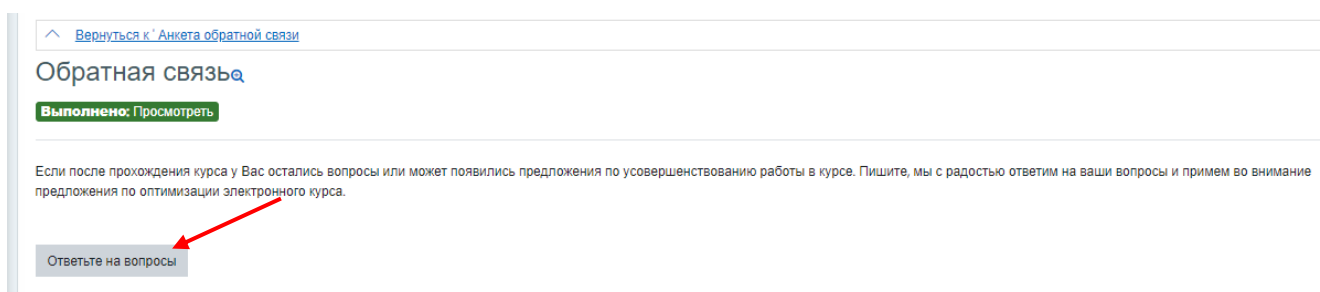 Вернуться к ' Анкета обратной связи
Обратная связь
Выполнено: Просмотреть
Если после прохождения курса у Вас остались вопросы или может появились предложения по усовершенствованию работы в курсе. Пишите, мы с радостью ответим на ваши вопросы и примем во внимание
предложения по оптимизации электронного курса.
Ответьте на вопросы